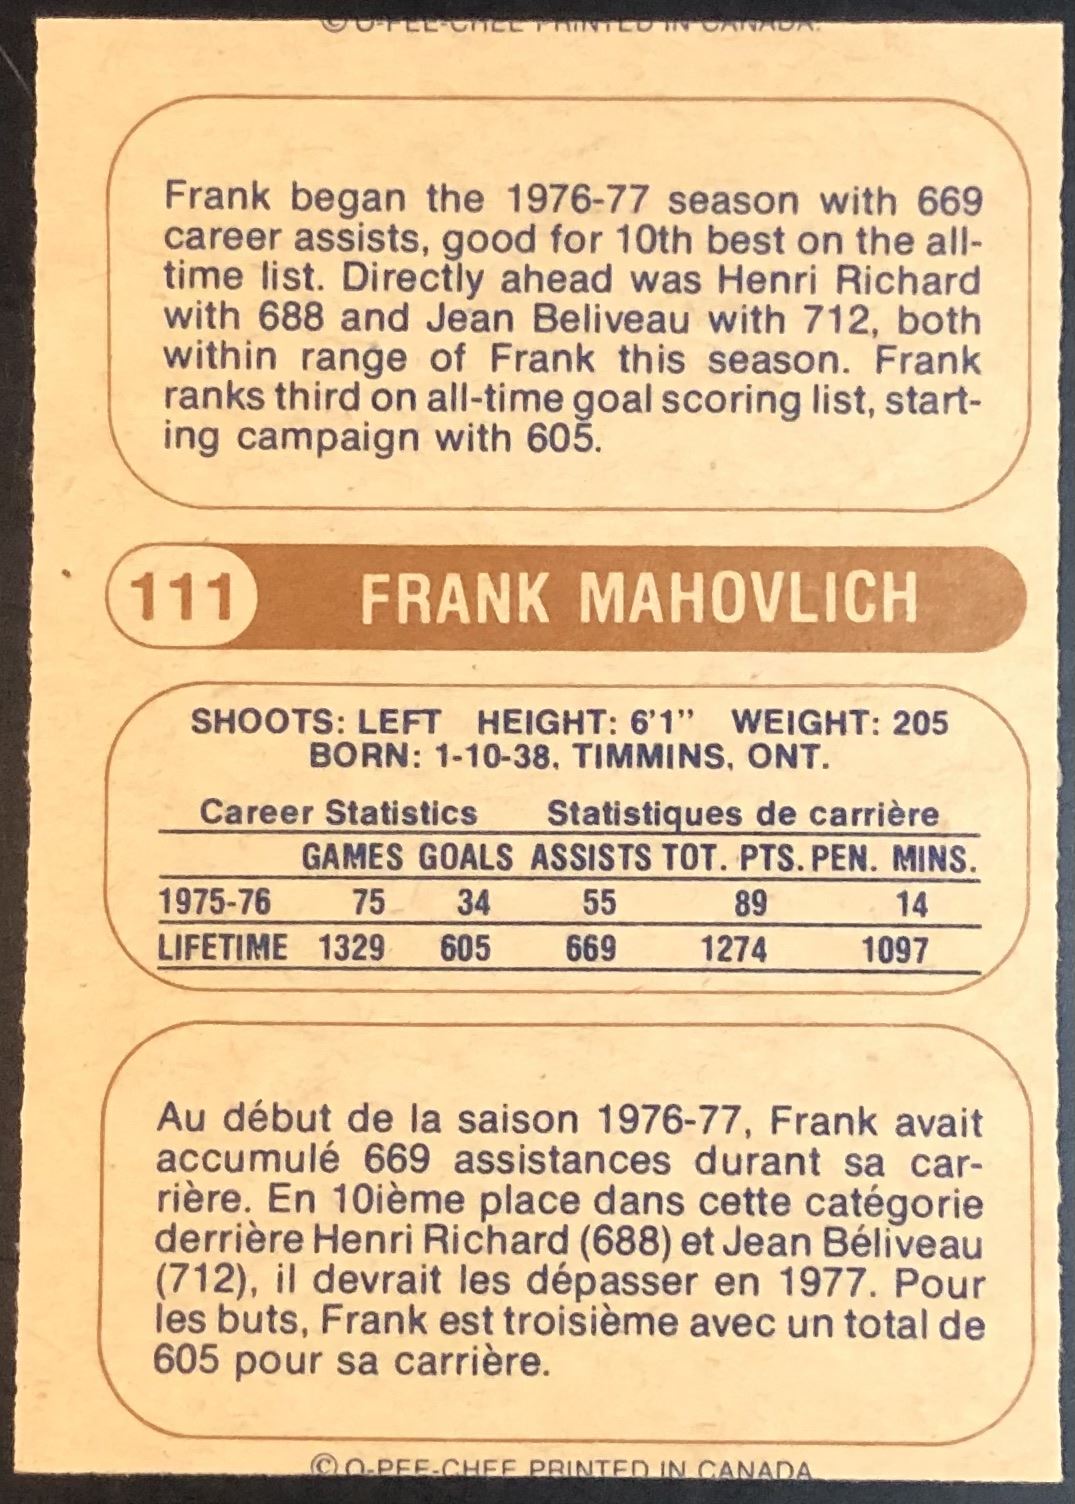 © O-PEE-CHEE PRINTED IN CANADA.
Frank began the 1976-77 season with 669
career assists, good for 10th best on the all-
time list. Directly ahead was Henri Richard
with 688 and Jean Beliveau with 712, both
within range of Frank this season. Frank
ranks third on all-time goal scoring list, start-
ing campaign with 605.
111 FRANK MAHOVLICH
SHOOTS: LEFT HEIGHT: 6'1" WEIGHT: 205
BORN: 1-10-38, TIMMINS, ONT.
Career Statistics Statistiques de carrière
GAMES GOALS ASSISTS TOT. PTS. PEN. MINS.
1975-76 75 34 55 89 14
LIFETIME 1329 605 669 1274 1097
Au début de la saison 1976-77, Frank avait
accumulé 669 assistances durant sa car-
rière. En 10ième place dans cette catégorie
derrière Henri Richard (688) et Jean Béliveau
(712), il devrait les dépasser en 1977. Pour
les buts, Frank est troisième avec un total de
605 pour sa carrière.
© O-PEE-CHEE PRINTED IN CANADA